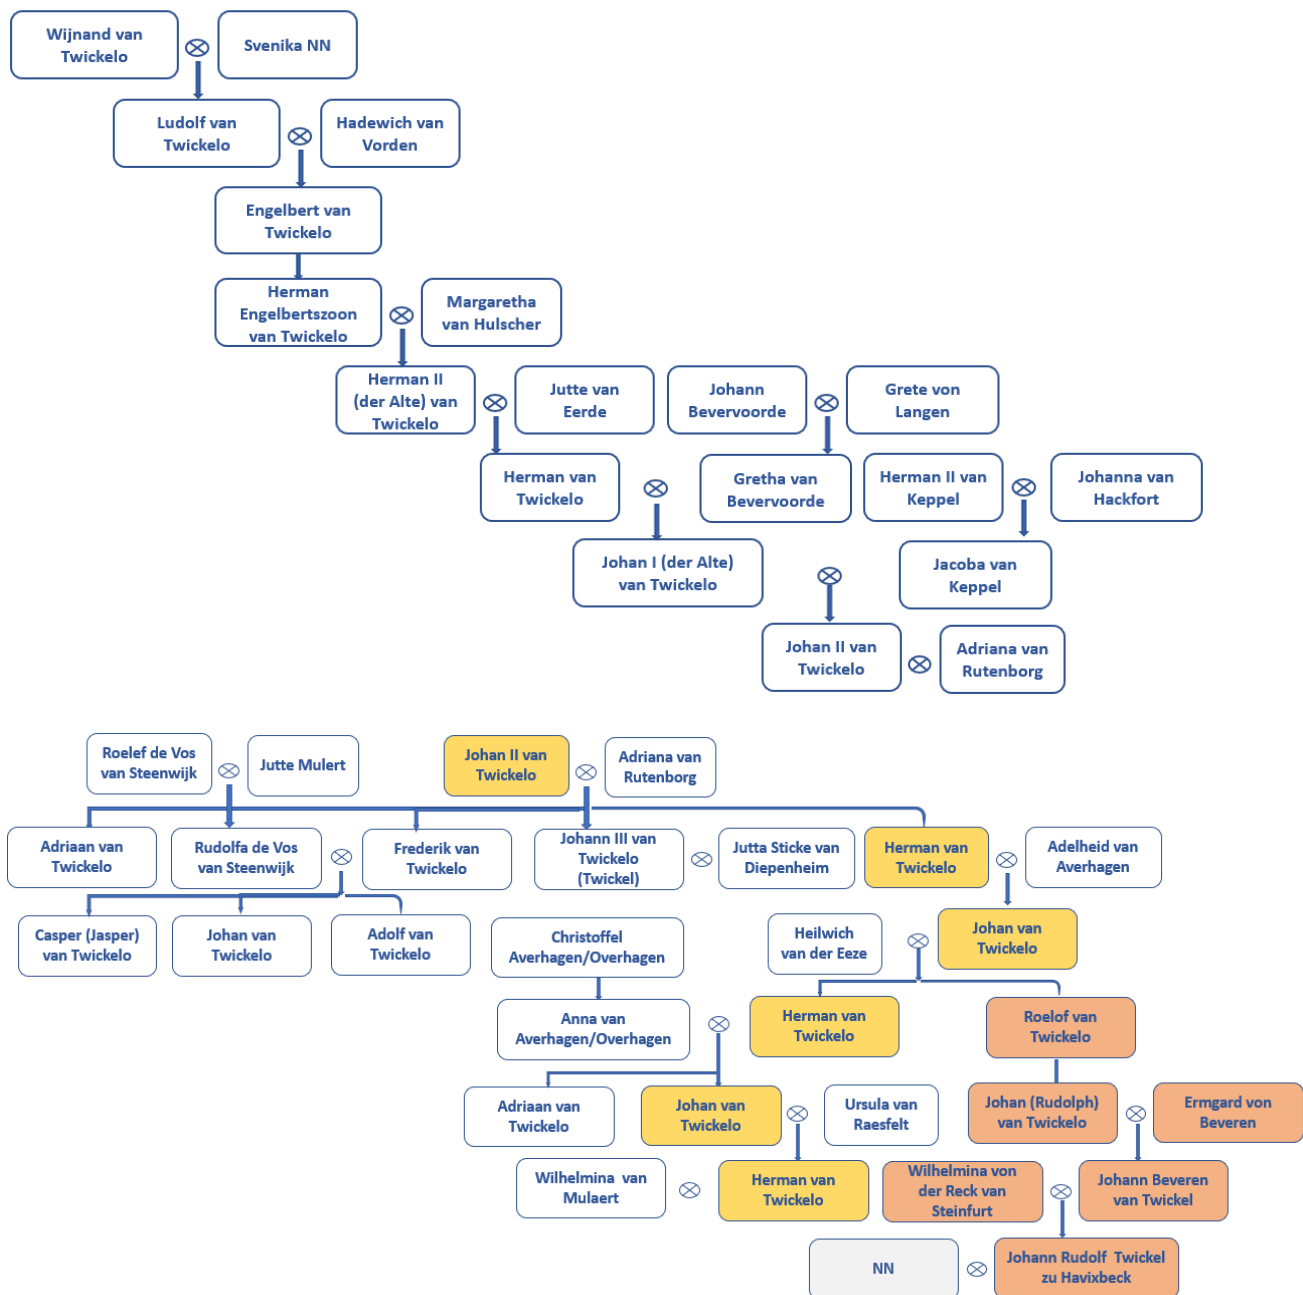 Wijnand van
Twickelo
Svenika NN
Ludolf van
Twickelo
Hadewich van
Vorden
Engelbert van
Twickelo
Herman
Engelbertszoon
van Twickelo
Margaretha
van Hulscher
Herman II
(der Alte) van
Twickelo
Jutte van
Eerde
Johann
Bevervoorde
Grete von
Langen
Herman van
Twickelo
Gretha van
Bevervoorde
Herman II van
Keppel
Johanna van
Hackfort
Johan I (der Alte)
van Twickelo
Jacoba van
Keppel
Johan II van
Twickelo
Adriana van
Rutenborg
Roelef de Vos
van Steenwijk
Jutte Mulert
Johan II van
Twickelo
Adriana van
Rutenborg
Adriaan van
Twickelo
Rudolfa de Vos
van Steenwijk
Frederik van
Twickelo
Johann III van
Twickelo
(Twickel)
Jutta Sticke van
Diepenheim
Herman van
Twickelo
Adelheid van
Averhagen
Casper (Jasper)
van Twickelo
Johan van
Twickelo
Adolf van
Twickelo
Christoffel
Averhagen/Overhagen
Heilwich
van der Eeze
Johan van
Twickelo
Anna van
Averhagen/Overhagen
Herman van
Twickelo
Roelof van
Twickelo
Adriaan van
Twickelo
Johan van
Twickelo
Ursula van
Raesfelt
Johan (Rudolph)
van Twickelo
Ermgard von
Beveren
Wilhelmina van
Mulaert
Herman van
Twickelo
Wilhelmina von
der Reck van
Steinfurt
Johann Beveren
van Twickel
NN
Johann Rudolf Twickel
zu Havixbeck